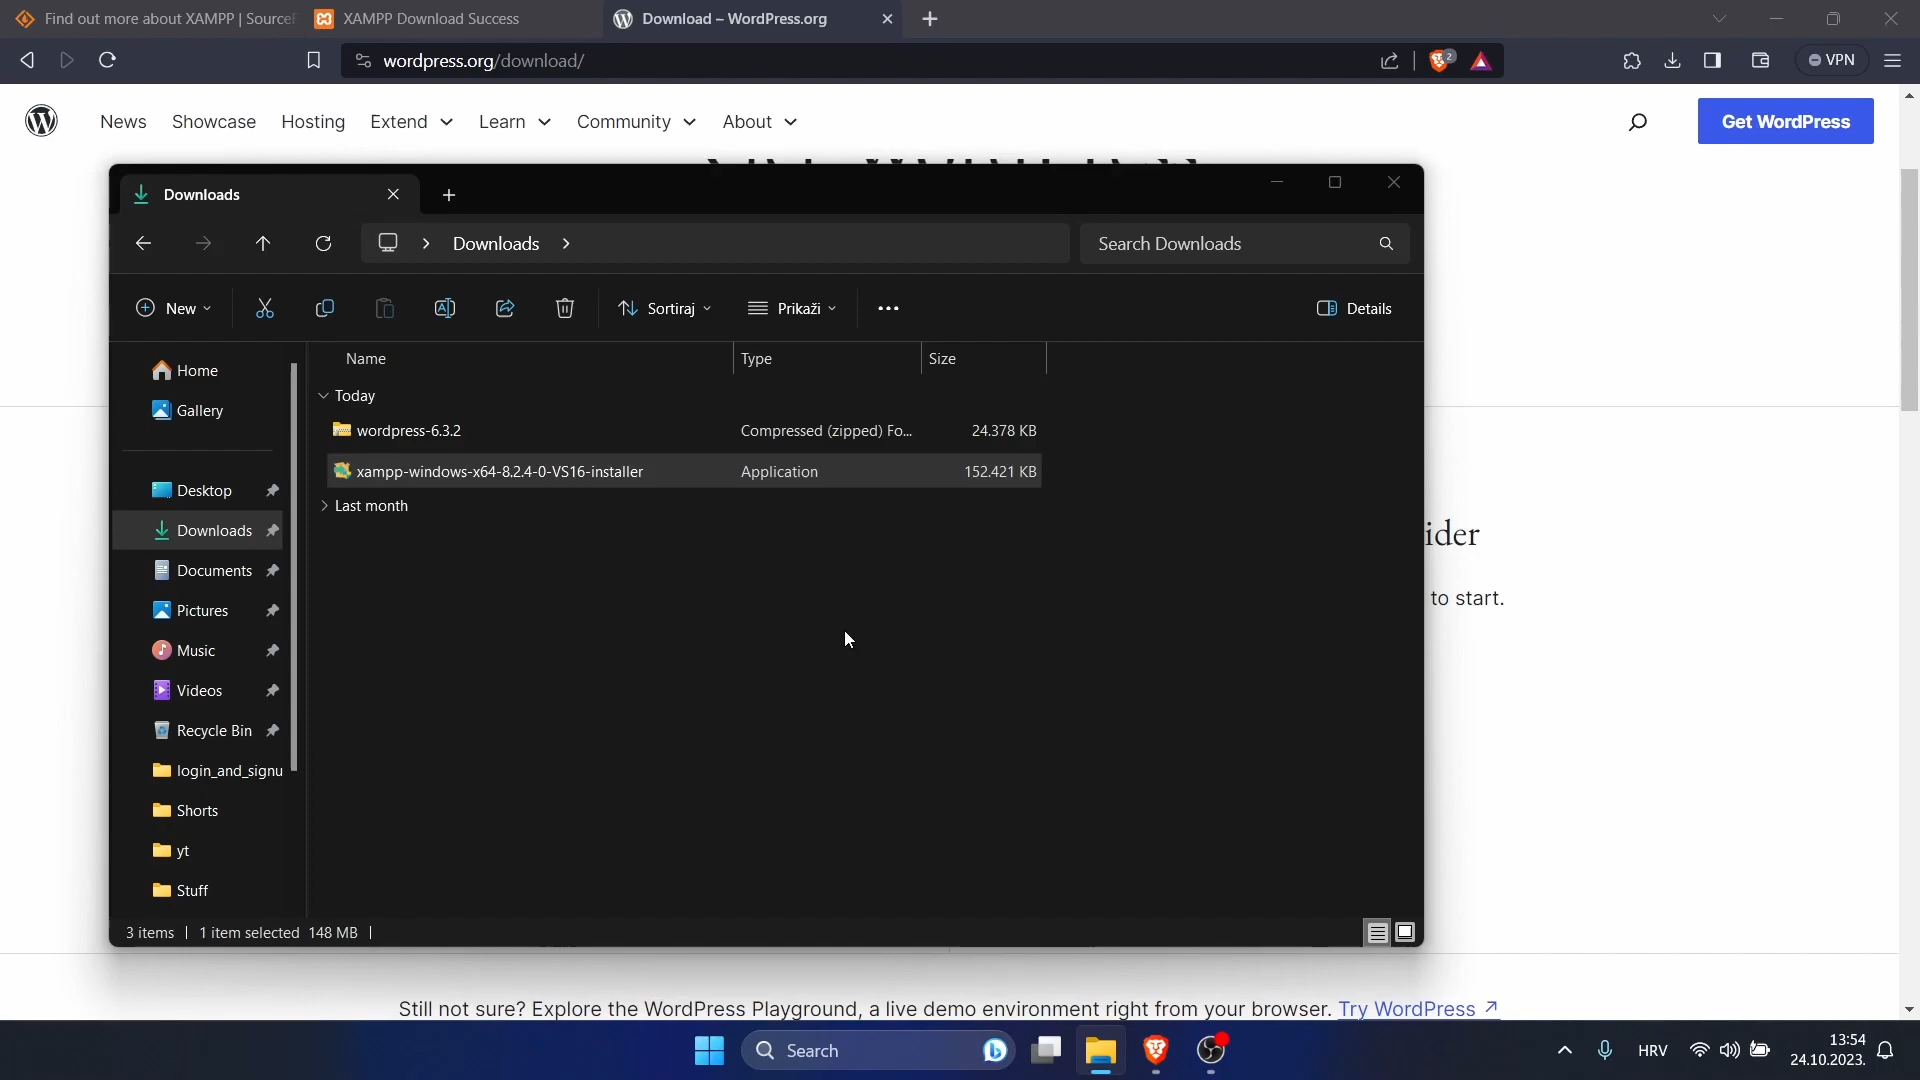 Find out more about XAMPP | SourceF
XAMPP Download Success
Download – WordPress.org
wordpress.org/download/
2
VPN
News
Showcase
Hosting
Extend
Learn
Community
About
Get WordPress
Downloads
Downloads
Search Downloads
New
Sortiraj
Prikaži
Details
Name
Type
Size
Home
Gallery
Today
wordpress-6.3.2
Compressed (zipped) Fo...
24.378 KB
xampp-windows-x64-8.2.4-0-VS16-installer
Application
152.421 KB
Last month
Desktop
Downloads
Documents
Pictures
Music
Videos
Recycle Bin
login_and_signu
Shorts
yt
Stuff
ider
to start.
3 items
1 item selected 148 MB
Still not sure? Explore the WordPress Playground, a live demo environment right from your browser. Try WordPress ↗
Search
HRV
13:54
24.10.2023.